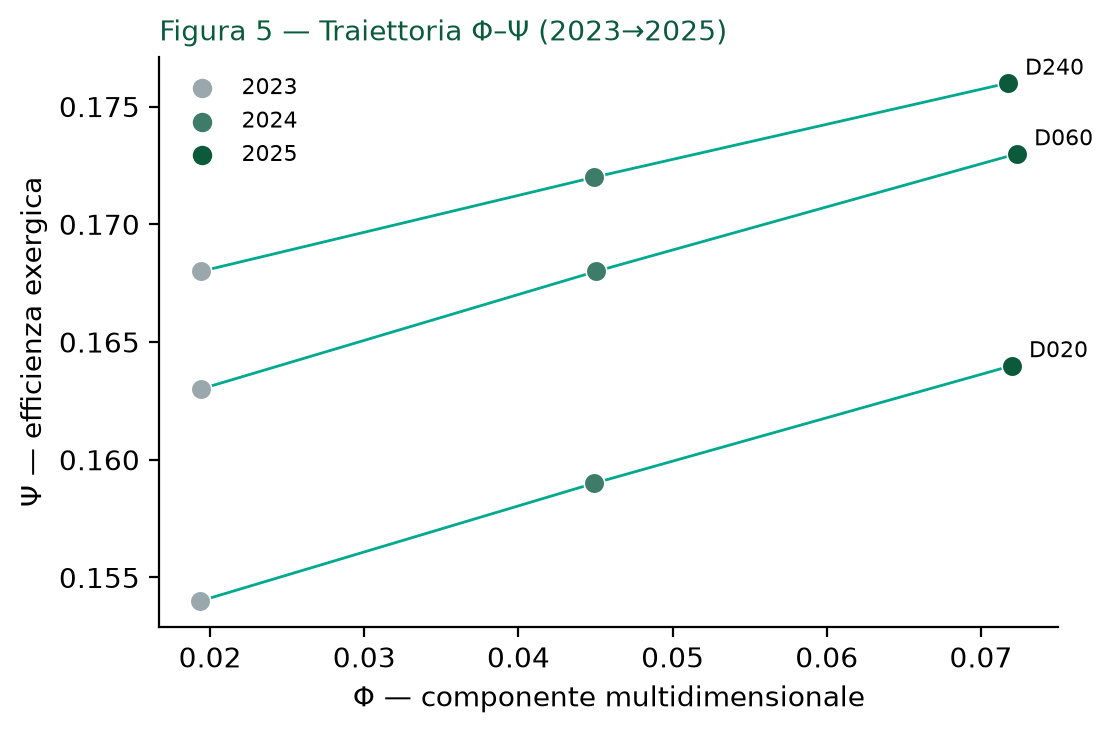 Figura 5 — Traiettoria Φ–Ψ (2023→2025)
2023
2024
2025
D240
D060
D020
0.175
0.170
0.165
0.160
0.155
Ψ — efficienza exergica
0.02 0.03 0.04 0.05 0.06 0.07
Φ — componente multidimensionale